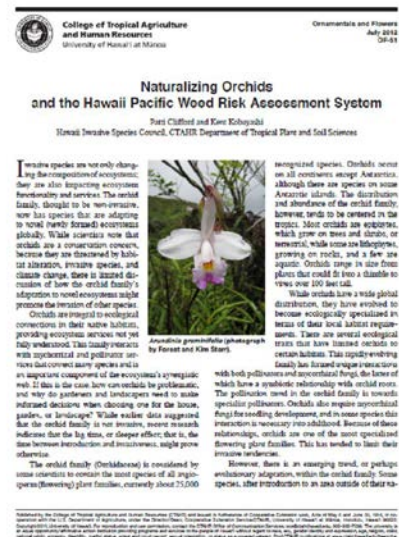 College of Tropical Agriculture
and Human Resources
University of Hawai'i at Mānoa
Ornamentals and Flowers
July 2012
OF-51
Naturalizing Orchids
and the Hawaii Pacific Weed Risk Assessment System
Patti Clifford and Kent Kobayashi
Hawaii Invasive Species Council, CTAHR Department of Tropical Plant and Soil Sciences
Invasive species are not only chang-
ing the composition of ecosystems;
they are also impacting ecosystem
functionality and services. The orchid
family, thought to be non-invasive,
now has species that are adapting
to novel (newly formed) ecosystems
globally. While scientists note that
orchids are a conservation concern,
because they are threatened by habi-
tat alteration, invasive species, and
climate change, there is limited dis-
cussion of how the orchid family's
adaptation to novel ecosystems might
promote the invasion of other species.
Orchids are integral to ecological
connections in their native habitats,
providing ecosystem services not yet
fully understood. This family interacts
with mycorrhizal and pollinator ser-
vices that connect many species and is
an important component of the ecosystem's synergistic
web. If this is the case, how can orchids be problematic,
and why do gardeners and landscapers need to make
informed decisions when choosing one for the house,
garden, or landscape? While earlier data suggested
that the orchid family is not invasive, recent research
indicates that the lag time, or sleeper effect; that is, the
time between introduction and invasiveness, might prove
otherwise.
The orchid family (Orchidaceae) is considered by
some scientists to contain the most species of all angio-
sperm (flowering) plant families, currently about 25,000
Arundina graminifolia (photograph
by Forest and Kim Starr).
recognized species. Orchids occur
on all continents except Antarctica,
although there are species on some
Antarctic islands. The distribution
and abundance of the orchid family,
however, tends to be centered in the
tropics. Most orchids are epiphytes,
which grow on trees and shrubs, or
terrestrial, while some are lithophytes,
growing on rocks, and a few are
aquatic. Orchids range in size from
plants that could fit into a thimble to
vines over 100 feet tall.
While orchids have a wide global
distribution, they have evolved to
become ecologically specialized in
terms of their local habitat require-
ments. There are several ecological
traits that have limited orchids to
certain habitats. This rapidly evolving
family has formed unique interactions
with both pollinators and mycorrhizal fungi, the latter of
which have a symbiotic relationship with orchid roots.
The pollination trend in the orchid family is towards
specialist pollinators. Orchids also require mycorrhizal
fungi for seedling development, and in some species this
interaction is necessary into adulthood. Because of these
relationships, orchids are one of the most specialized
flowering plant families. This has tended to limit their
invasive tendencies.
However, there is an emerging trend, or perhaps
evolutionary adaptation, within the orchid family. Some
species, after introduction to an area outside of their na-